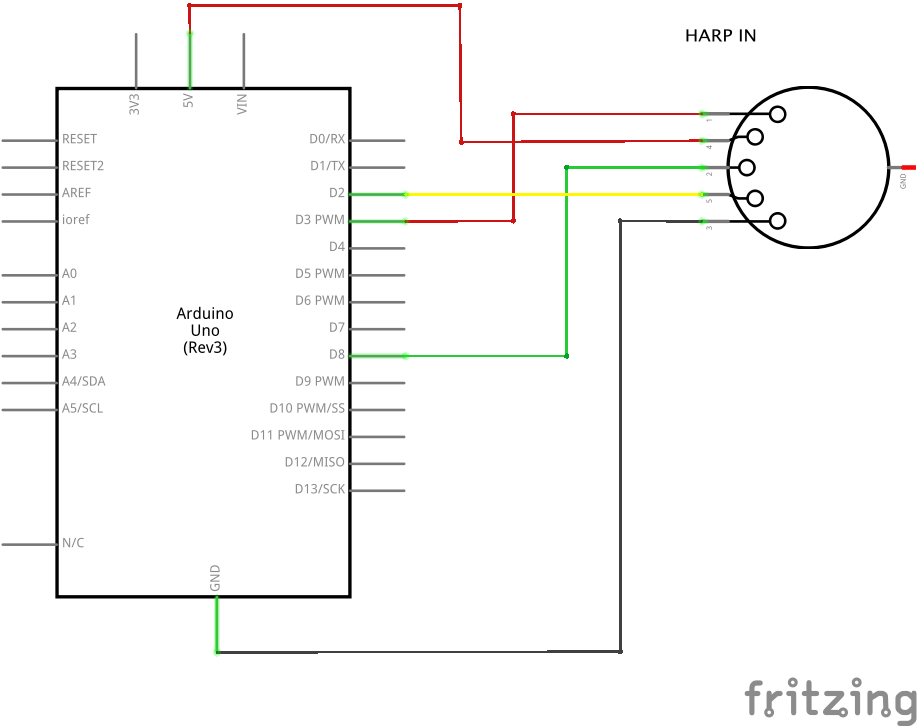 HARP IN
3V3
5V
VIN
RESET
RESET2
AREF
ioref
A0
A1
A2
A3
A4/SDA
A5/SCL
N/C
Arduino
Uno
(Rev3)
D0/RX
D1/TX
D2
D3 PWM
D4
D5 PWM
D6 PWM
D7
D8
D9 PWM
D10 PWM/SS
D11 PWM/MOSI
D12/MISO
D13/SCK
GND
1
4
2
5
3
GND
fritzing